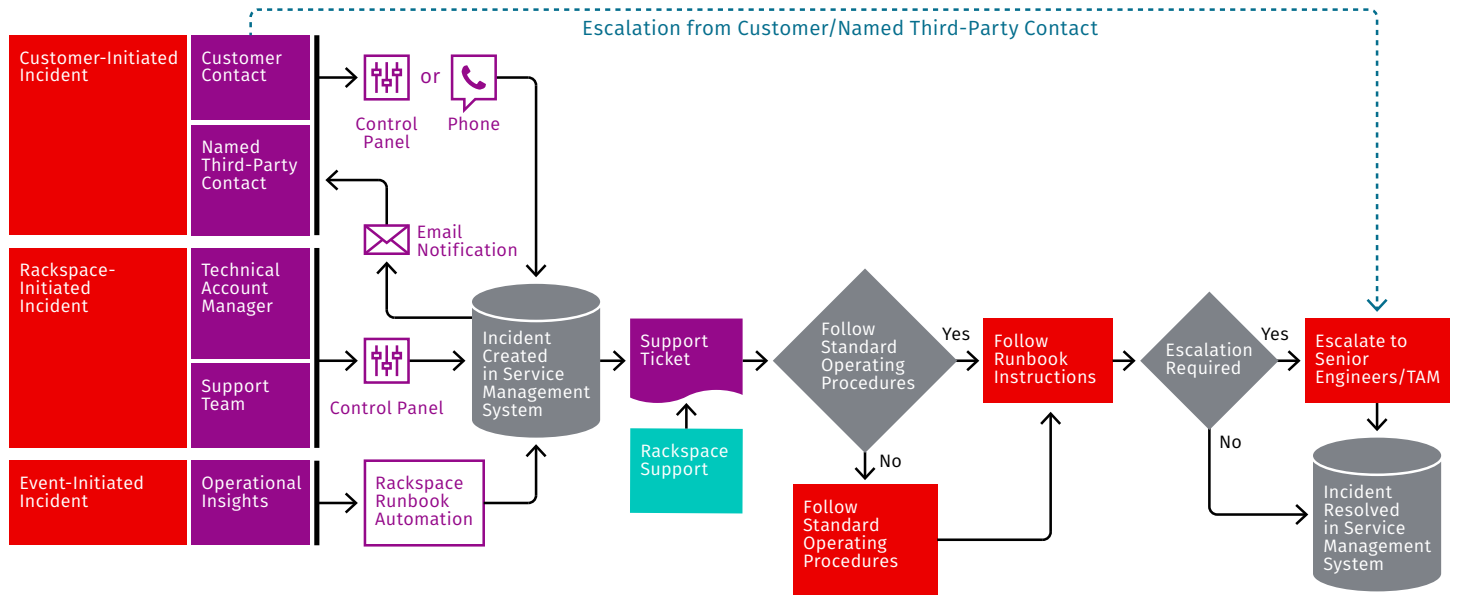 Escalation from Customer/Named Third-Party Contact
Customer-Initiated
Incident
Customer
Contact
or
Control
Panel
Phone
Named
Third-Party
Contact
Email
Notification
Rackspace-
Initiated
Incident
Technical
Account
Manager
Support
Team
Control Panel
Event-Initiated
Incident
Operational
Insights
Rackspace
Runbook
Automation
Incident
Created
in Service
Management
System
Support
Ticket
Rackspace
Support
Follow
Standard
Operating
Procedures
Yes
No
Follow
Standard
Operating
Procedures
Follow
Runbook
Instructions
Escalation
Required
Yes
No
Escalate to
Senior
Engineers/TAM
Incident
Resolved
in Service
Management
System